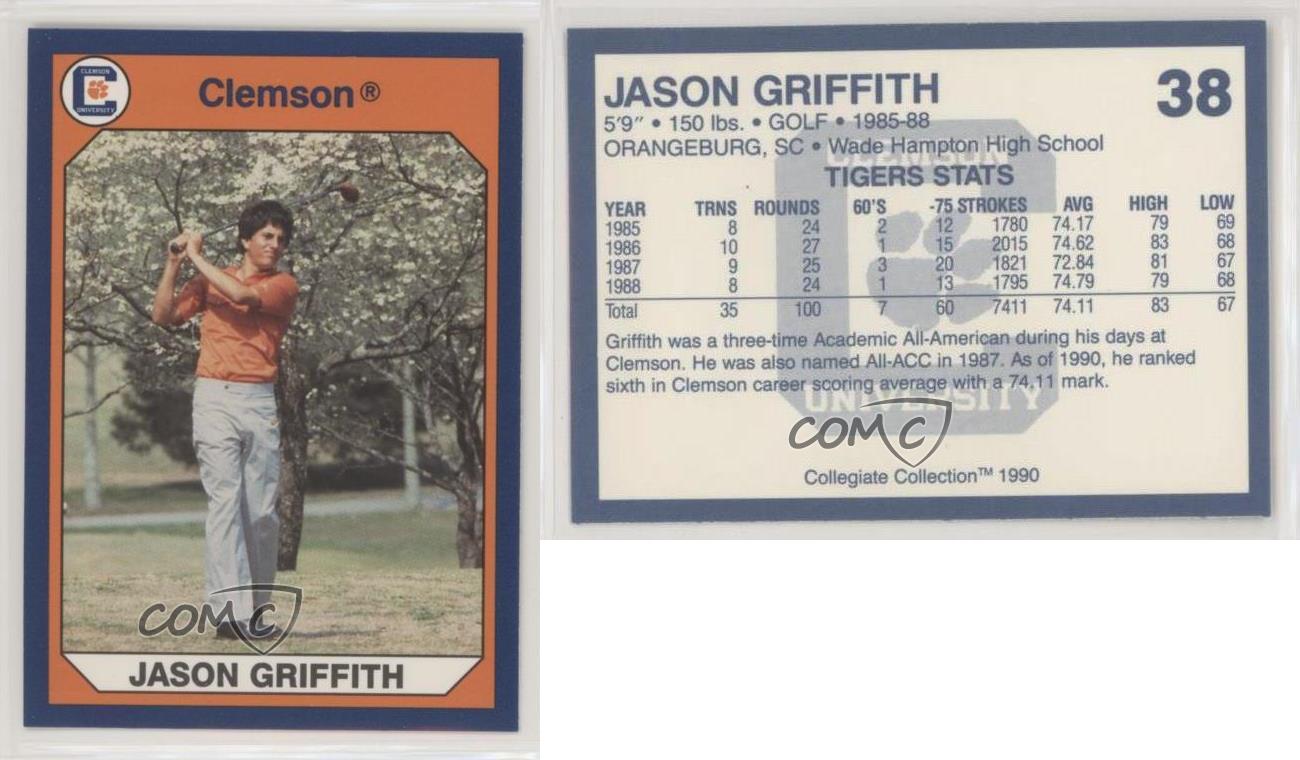 CLEMSON
UNIVERSITY
Clemson®
COMC
JASON GRIFFITH
JASON GRIFFITH 38
5'9" • 150 lbs. • GOLF • 1985-88
ORANGEBURG, SC • Wade Hampton High School
CLEMSON
TIGERS STATS
YEAR TRNS ROUNDS 60'S -75 STROKES AVG HIGH LOW
1985 8 24 2 12 1780 74.17 79 69
1986 10 27 1 15 2015 74.62 83 68
1987 9 25 3 20 1821 72.84 81 67
1988 8 24 1 13 1795 74.79 79 68
Total 35 100 7 60 7411 74.11 83 67
Griffith was a three-time Academic All-American during his days at
Clemson. He was also named All-ACC in 1987. As of 1990, he ranked
sixth in Clemson career scoring average with a 74.11 mark.
UNIVERSITY
COMC
Collegiate Collection™ 1990